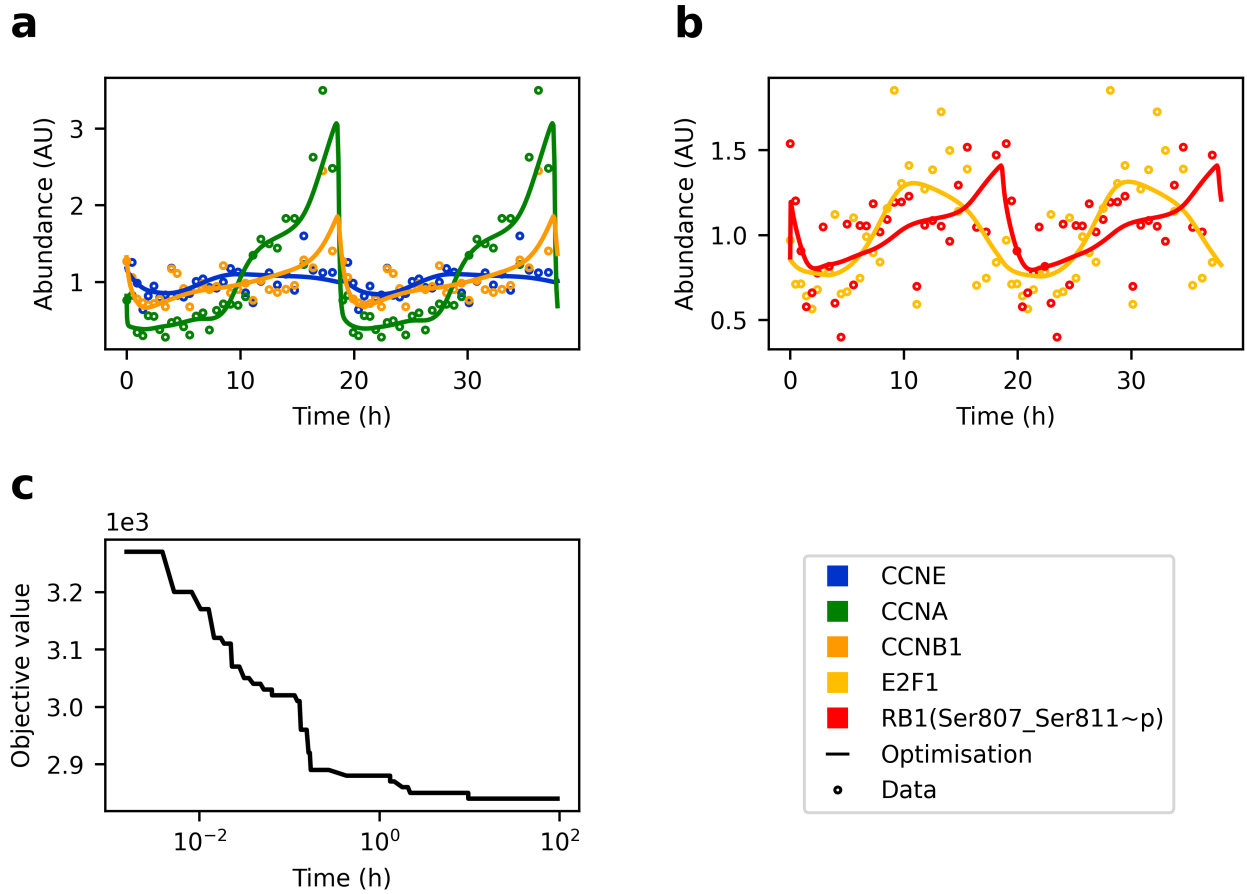 a
Abundance (AU)
3
2
1
0
10
20
30
Time (h)
b
Abundance (AU)
1.5
1.0
0.5
0
10
20
30
Time (h)
c
1e3
Objective value
3.2
3.1
3.0
2.9
10⁻²
10⁰
10²
Time (h)
CCNE
CCNA
CCNB1
E2F1
RB1(Ser807_Ser811~p)
Optimisation
Data